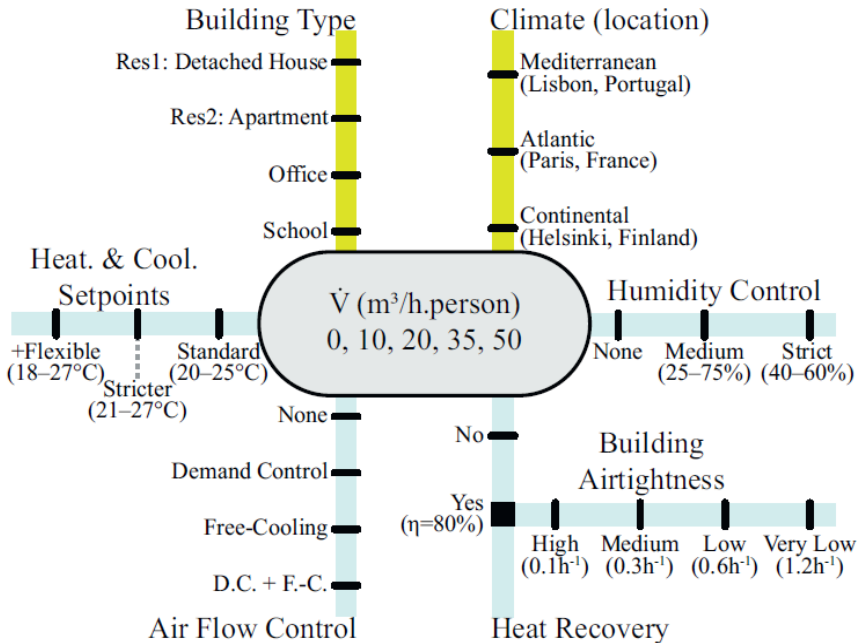 Building Type
Res1: Detached House
Res2: Apartment
Office
School
Climate (location)
Mediterranean
(Lisbon, Portugal)
Atlantic
(Paris, France)
Continental
(Helsinki, Finland)
Heat. & Cool.
Setpoints
+Flexible
(18–27°C)
Stricter
(21–27°C)
Standard
(20–25°C)
V̇ (m³/h.person)
0, 10, 20, 35, 50
Humidity Control
None
Medium
(25–75%)
Strict
(40–60%)
None
Demand Control
Free-Cooling
D.C. + F.-C.
Air Flow Control
No
Yes
(η=80%)
Heat Recovery
Building
Airtightness
High
(0.1h⁻¹)
Medium
(0.3h⁻¹)
Low
(0.6h⁻¹)
Very Low
(1.2h⁻¹)